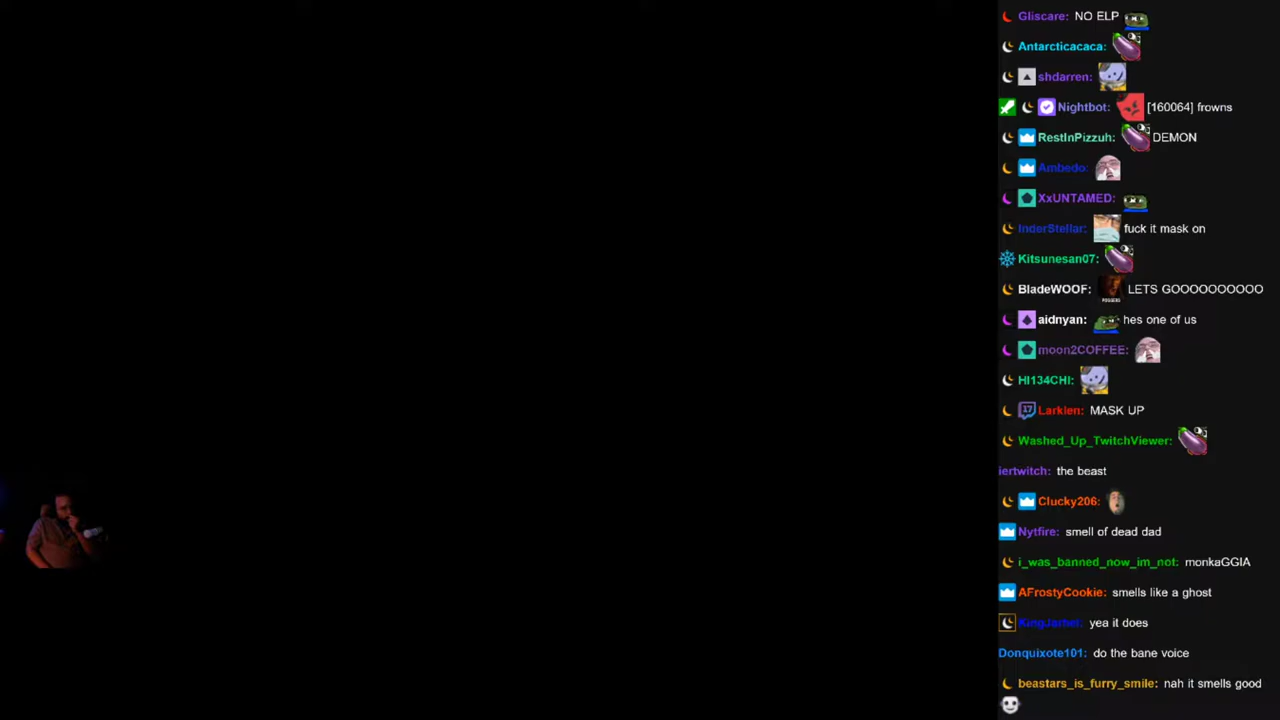 Gliscare: NO ELP
Antarcticacaca:
shdarren:
Nightbot: [160064] frowns
RestInPizzuh: DEMON
Ambedo:
XxUNTAMED:
InderStellar: fuck it mask on
Kitsunesan07:
BladeWOOF: LETS GOOOOOOOOOO
aidnyan: hes one of us
moon2COFFEE:
HI134CHI:
17 Larklen: MASK UP
Washed_Up_TwitchViewer:
iertwitch: the beast
Clucky206:
Nytfire: smell of dead dad
i_was_banned_now_im_not: monkaGGIA
AFrostyCookie: smells like a ghost
yea it does
Donquixote101: do the bane voice
beastars_is_furry_smile: nah it smells good